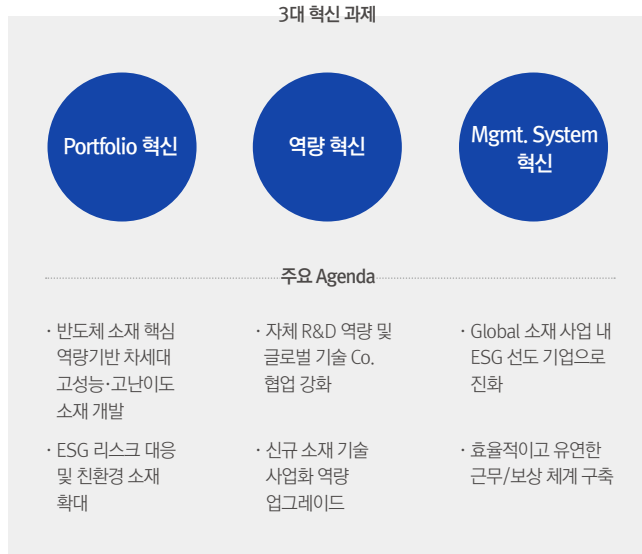 3대 혁신 과제
Portfolio 혁신
역량 혁신
Mgmt. System
혁신
주요 Agenda
· 반도체 소재 핵심
역량기반 차세대
고성능·고난이도
소재 개발
· ESG 리스크 대응
및 친환경 소재
확대
· 자체 R&D 역량 및
글로벌 기술 Co.
협업 강화
· 신규 소재 기술
사업화 역량
업그레이드
· Global 소재 사업 내
ESG 선도 기업으로
진화
· 효율적이고 유연한
근무/보상 체계 구축